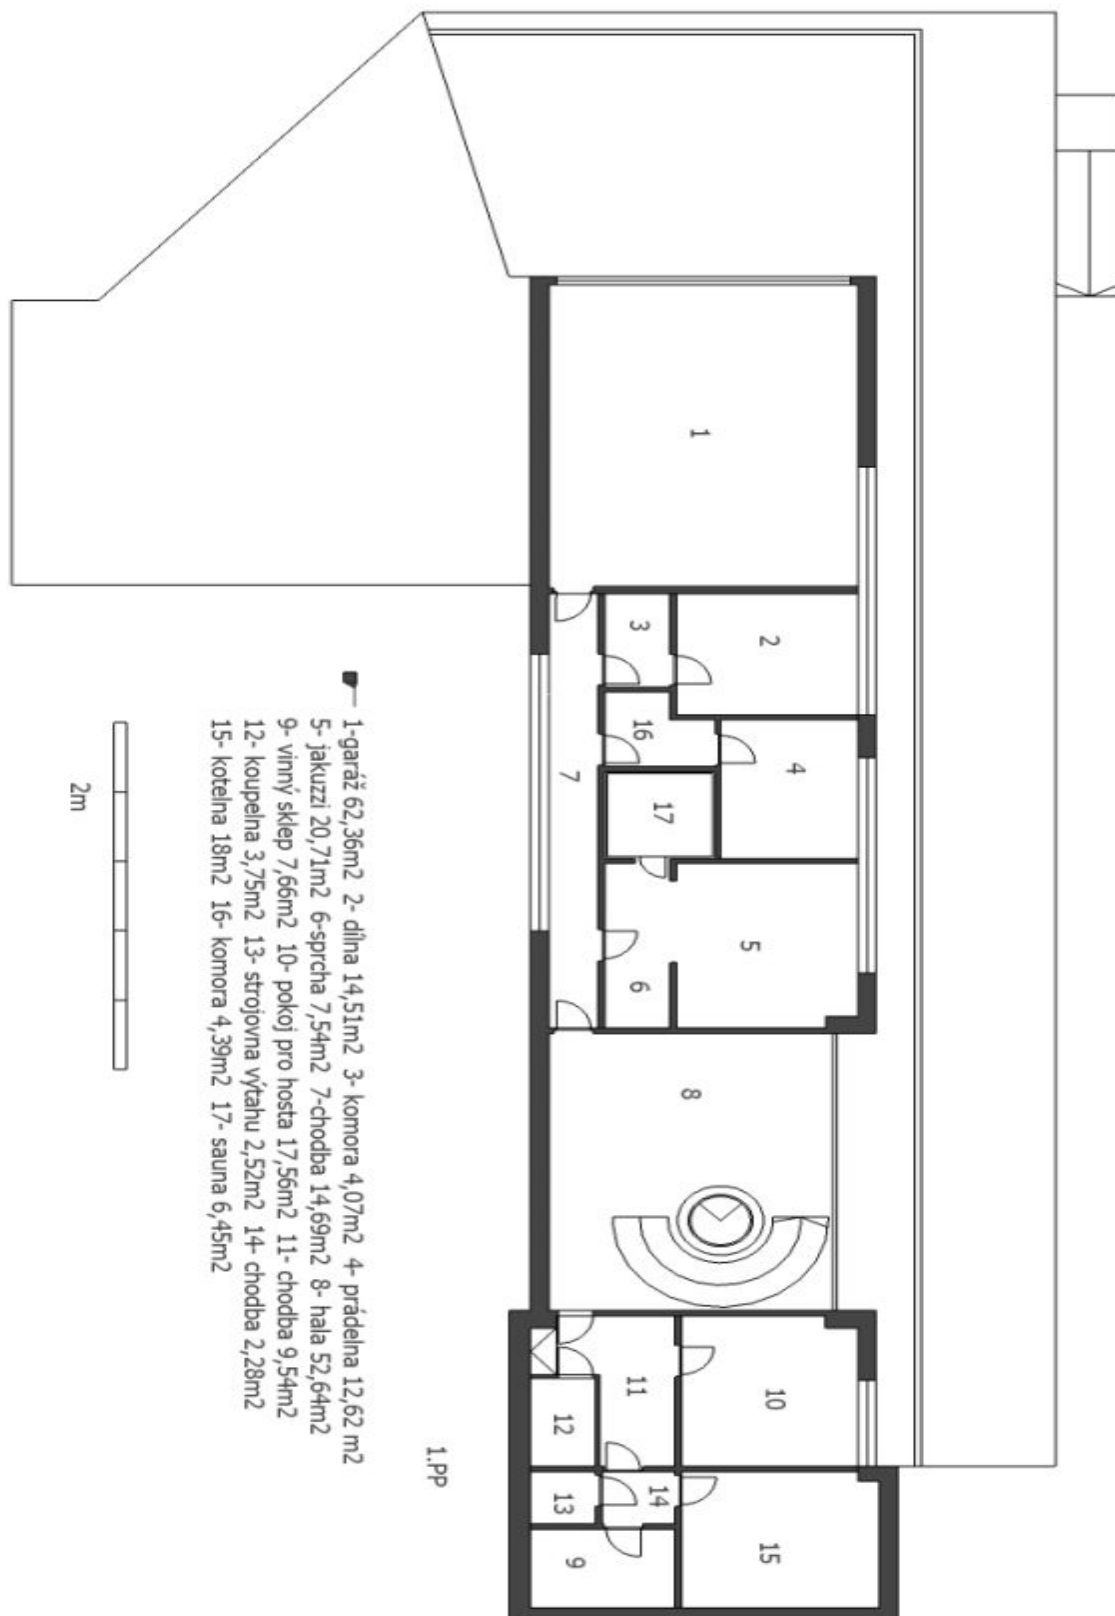 1
2
3
4
16
17
7
5
6
8
10
11
12
14
13
15
9
1.PP
1-garáž 62,36m2 2- dílna 14,51m2 3- komora 4,07m2 4- prádelna 12,62 m2
5- jakuzzi 20,71m2 6-sprcha 7,54m2 7-chodba 14,69m2 8- hala 52,64m2
9- vinný sklep 7,66m2 10- pokoj pro hosta 17,56m2 11- chodba 9,54m2
12- koupelna 3,75m2 13- strojovna výtahu 2,52m2 14- chodba 2,28m2
15- kotelna 18m2 16- komora 4,39m2 17- sauna 6,45m2
2m